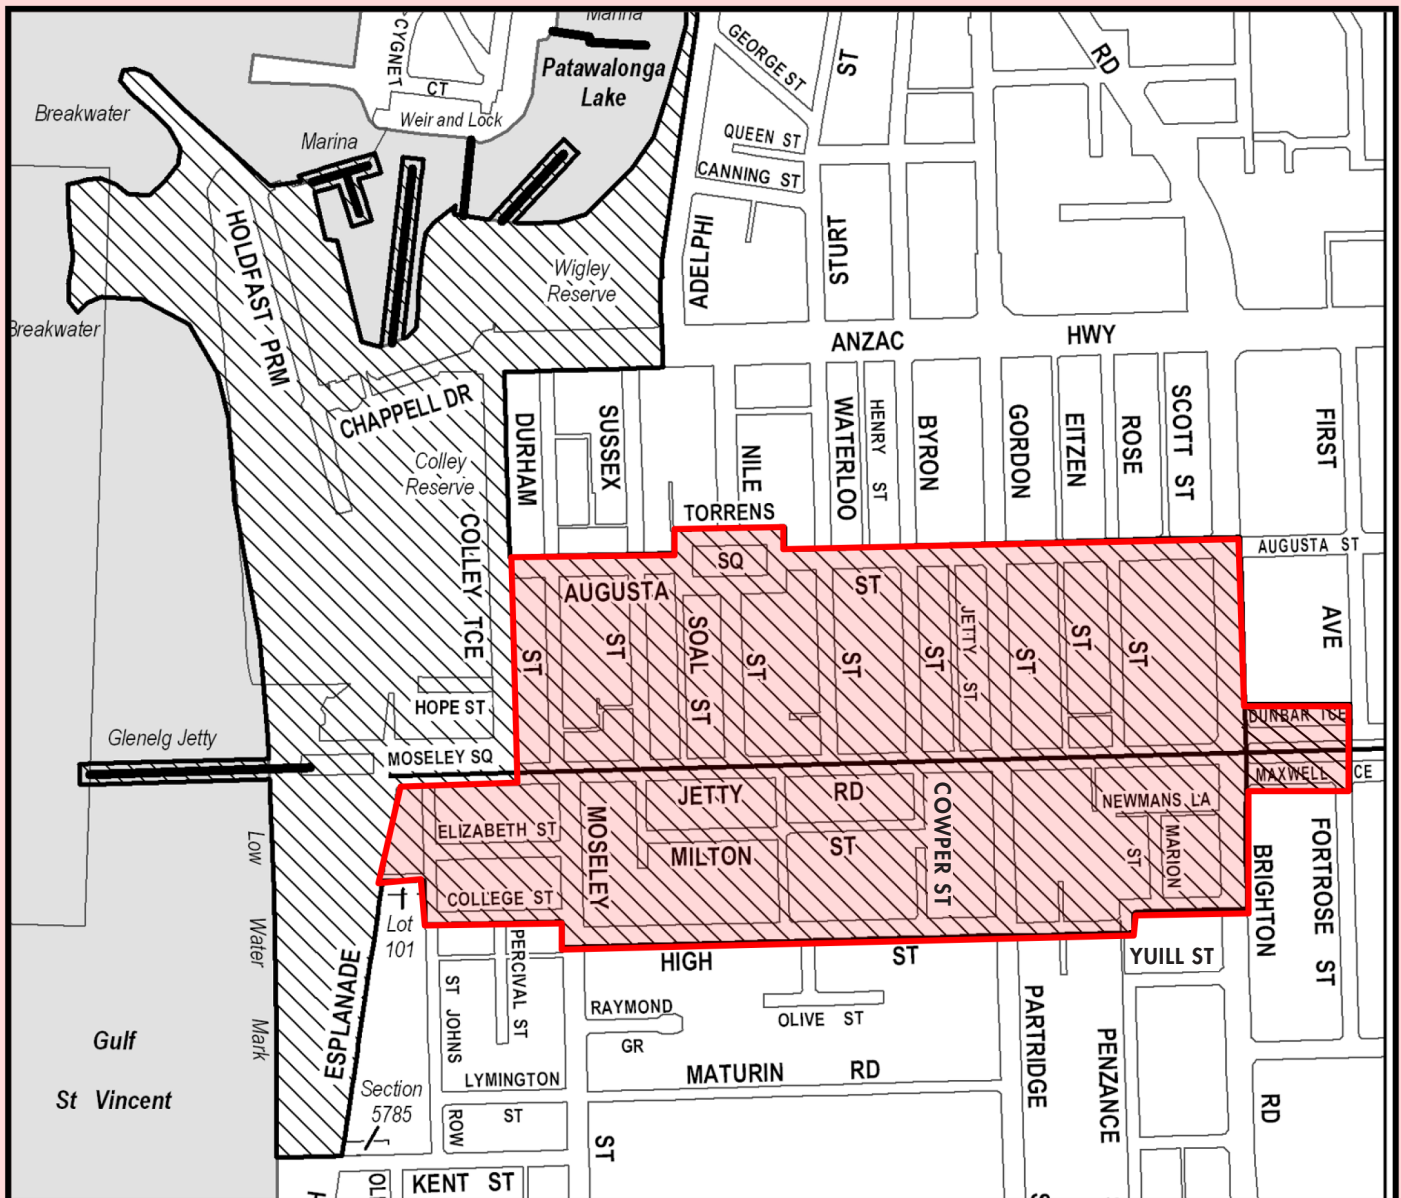 Marina
CYGNET
CT
Patawalonga
Lake
GEORGE ST
ST
RD
Breakwater
Weir and Lock
Marina
QUEEN ST
CANNING ST
HOLDFAST PRM
ADELPHI
STURT
Wigley
Reserve
Breakwater
ANZAC
HWY
CHAPPELL DR
DURHAM
SUSSEX
NILE
WATERLOO
HENRY ST
BYRON
GORDON
EITZEN
ROSE
SCOTT ST
FIRST
Colley
Reserve
TORRENS
COLLEY TCE
SQ
AUGUSTA ST
AUGUSTA
ST
AVE
ST
ST
SOAL ST
ST
ST
ST
JETTY ST
ST
ST
ST
HOPE ST
DUNBAR TCE
Glenelg Jetty
MOSELEY SQ
MAXWELL
CE
JETTY
RD
COWPER ST
NEWMANS LA
ELIZABETH ST
MOSELEY
MILTON
ST
ST
MARION
BRIGHTON
FORTROSE ST
COLLEGE ST
Low
Water
Mark
Lot
101
ESPLANADE
PERCIVAL ST
HIGH
ST
YUILL ST
ST JOHNS
RAYMOND
GR
OLIVE ST
PARTRIDGE
PENZANCE
Gulf
St Vincent
LYMINGTON
MATURIN
RD
Section
5785
ROW
ST
RD
ST
KENT ST